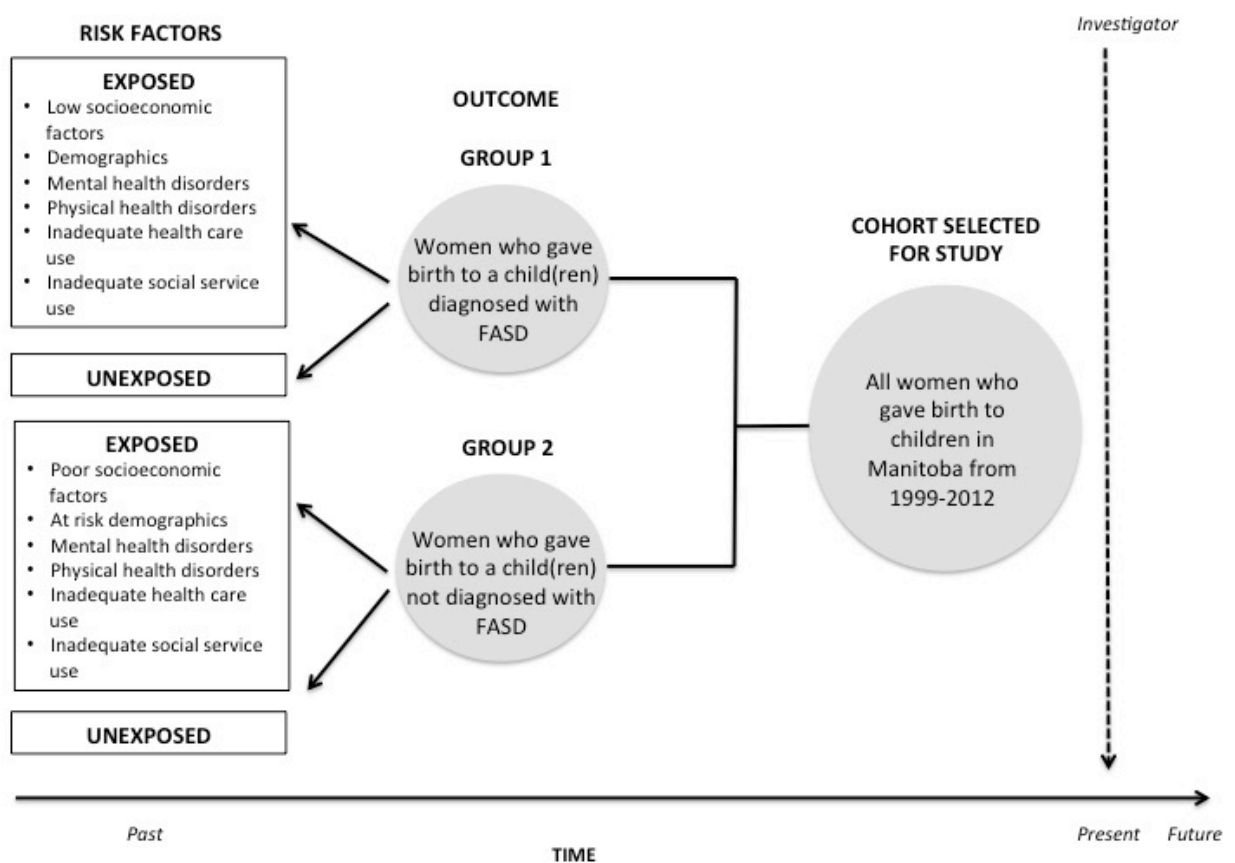 RISK FACTORS
EXPOSED
• Low socioeconomic
factors
• Demographics
• Mental health disorders
• Physical health disorders
• Inadequate health care
use
• Inadequate social service
use
UNEXPOSED
EXPOSED
• Poor socioeconomic
factors
• At risk demographics
• Mental health disorders
• Physical health disorders
• Inadequate health care
use
• Inadequate social service
use
UNEXPOSED
OUTCOME
GROUP 1
Women who gave
birth to a child(ren)
diagnosed with
FASD
GROUP 2
Women who gave
birth to a child(ren)
not diagnosed with
FASD
COHORT SELECTED
FOR STUDY
All women who
gave birth to
children in
Manitoba from
1999-2012
Investigator
Past
TIME
Present
Future